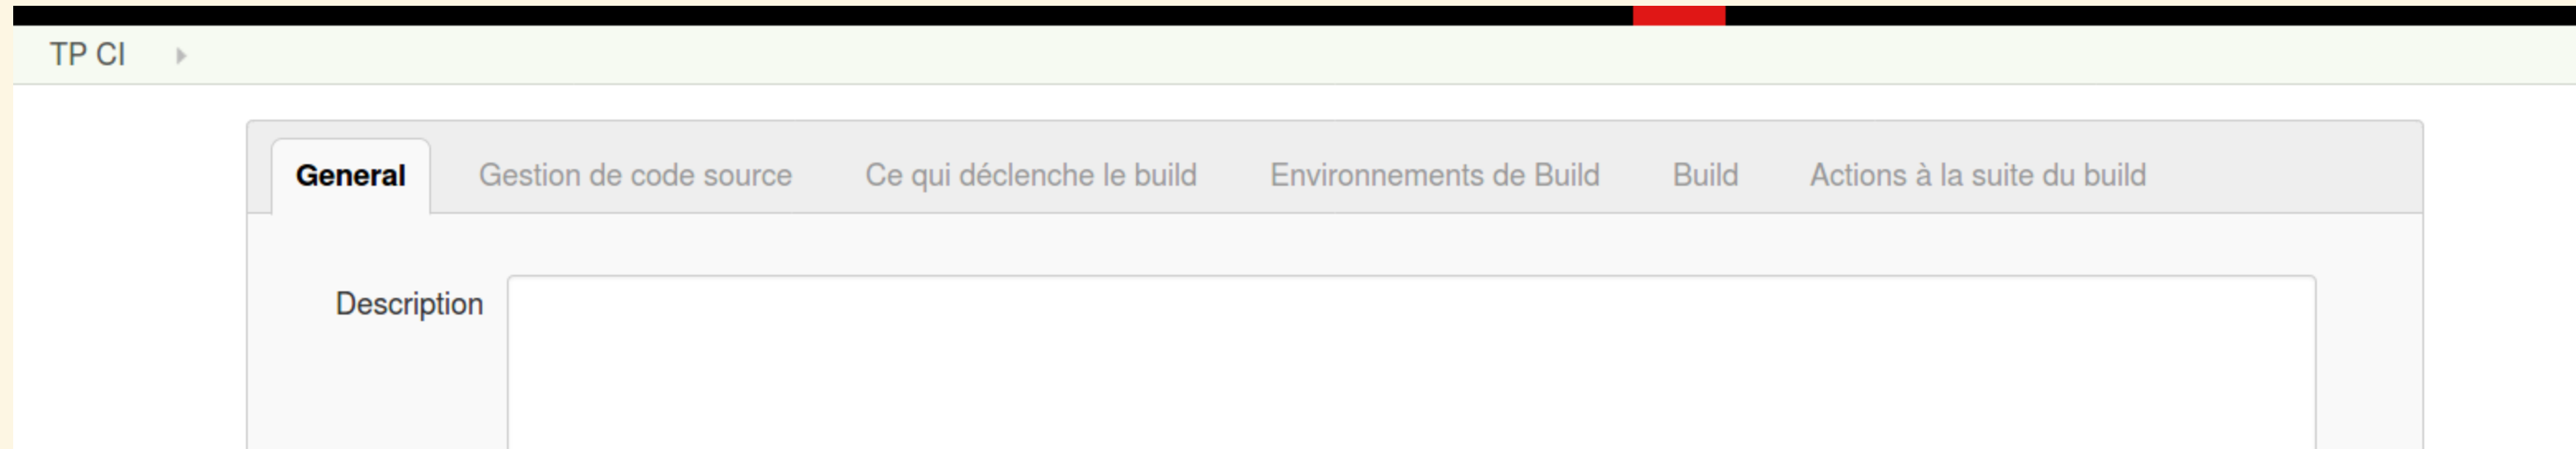 TP CI
General Gestion de code source Ce qui déclenche le build Environnements de Build Build Actions à la suite du build
Description